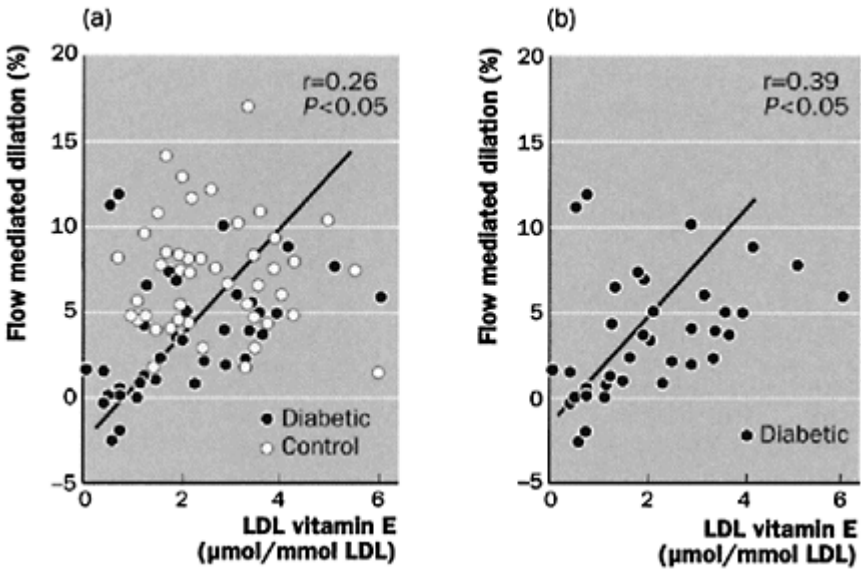 (a)
Flow mediated dilation (%)
20
15
10
5
0
–5
r=0.26
P<0.05
Diabetic
Control
0
2
4
6
LDL vitamin E
(µmol/mmol LDL)
(b)
Flow mediated dilation (%)
20
15
10
5
0
–5
r=0.39
P<0.05
Diabetic
0
2
4
6
LDL vitamin E
(µmol/mmol LDL)